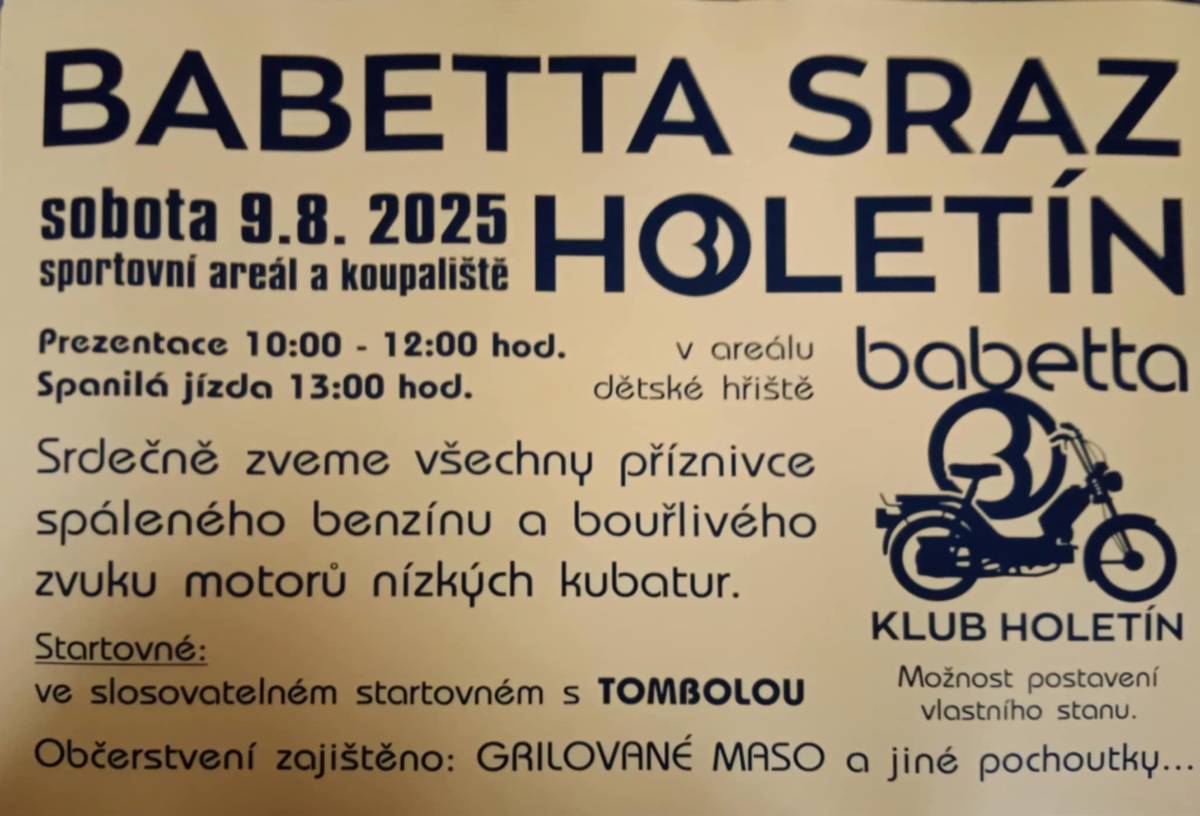 BABETTA SRAZ
sobota 9.8. 2025
sportovní areál a koupaliště
HOLETÍN
Prezentace 10:00 - 12:00 hod.
Spanilá jízda 13:00 hod.
v areálu
dětské hřiště
Srdečně zveme všechny příznivce
spáleného benzínu a bouřlivého
zvuku motorů nízkých kubatur.
Startovné:
ve slosovatelném startovném s TOMBOLOU
babetta
KLUB HOLETÍN
Možnost postavení
vlastního stanu.
Občerstvení zajištěno: GRILOVANÉ MASO a jiné pochoutky...